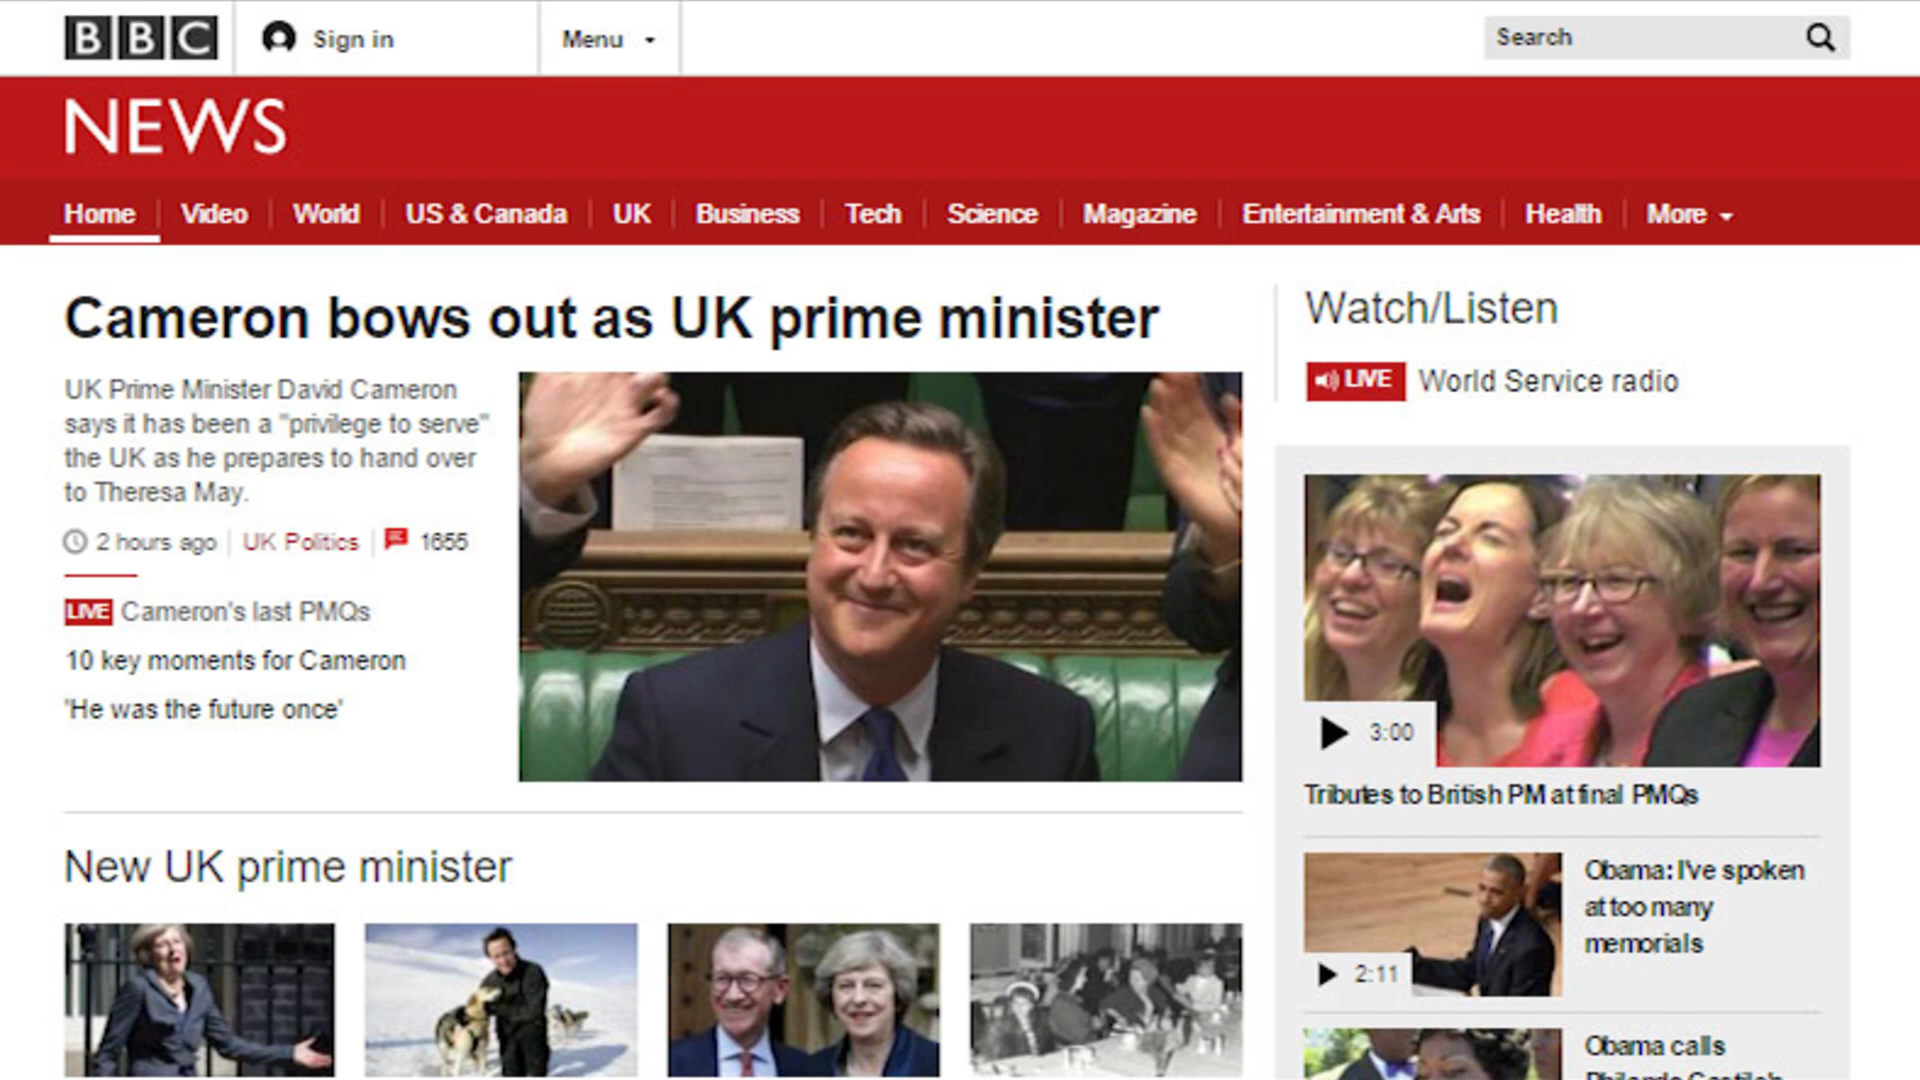 BBC
Sign in
Menu
Search
NEWS
Home
Video
World
US & Canada
UK
Business
Tech
Science
Magazine
Entertainment & Arts
Health
More
Cameron bows out as UK prime minister
UK Prime Minister David Cameron
says it has been a "privilege to serve"
the UK as he prepares to hand over
to Theresa May.
2 hours ago
UK Politics
1655
LIVE Cameron's last PMQs
10 key moments for Cameron
'He was the future once'
New UK prime minister
Watch/Listen
LIVE World Service radio
3:00
Tributes to British PM at final PMQs
2:11
Obama: I've spoken
at too many
memorials
Obama calls
Philando Castile's